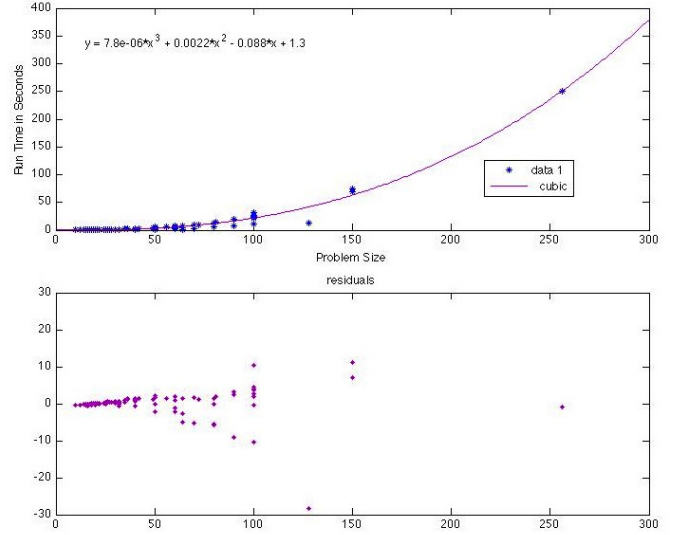 400
350
300
250
200
150
100
50
0
y = 7.8e-06*x^3 + 0.0022*x^2 - 0.088*x + 1.3
Run Time in Seconds
data 1
cubic
0 50 100 150 200 250 300
Problem Size
residuals
30
20
10
0
-10
-20
-30
0 50 100 150 200 250 300